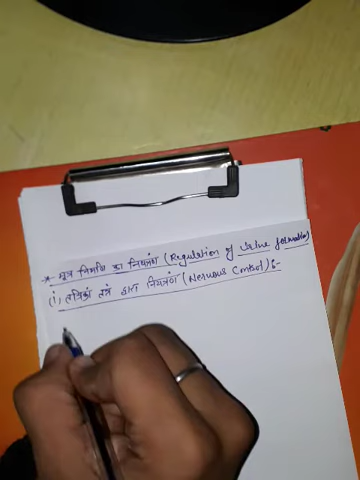 * मूत्र निर्माण का नियंत्रण (Regulation of Urine formation)
(i) तंत्रिका तंत्र द्वारा नियंत्रण (Nervous Control) :-